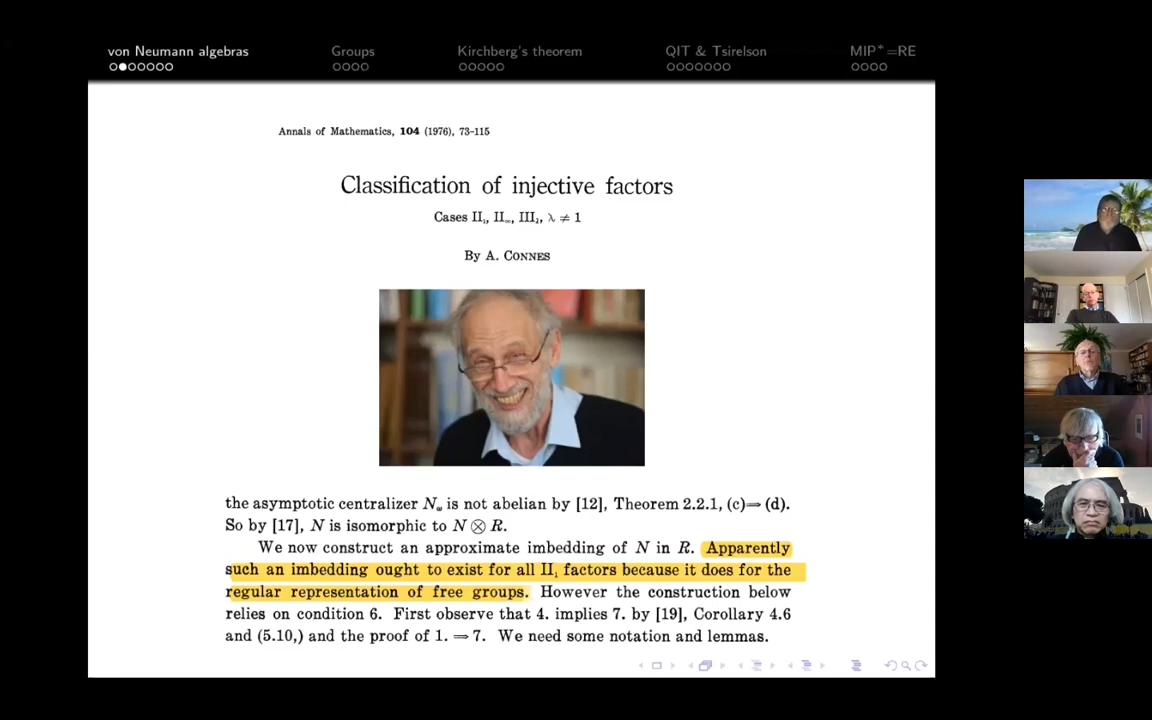 von Neumann algebras
Groups
Kirchberg's theorem
QIT & Tsirelson
MIP*=RE
Annals of Mathematics, 104 (1976), 73-115
Classification of injective factors
Cases II₁, II∞, III_λ, λ ≠ 1
By A. CONNES
the asymptotic centralizer N_ω is not abelian by [12], Theorem 2.2.1, (c)⇒ (d).
So by [17], N is isomorphic to N ⊗ R.
We now construct an approximate imbedding of N in R. Apparently
such an imbedding ought to exist for all II₁ factors because it does for the
regular representation of free groups. However the construction below
relies on condition 6. First observe that 4. implies 7. by [19], Corollary 4.6
and (5.10,) and the proof of 1. ⇒ 7. We need some notation and lemmas.